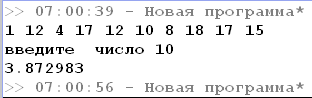 >> 07:00:39 - Новая программа*
1 12 4 17 12 10 8 18 17 15
введите число 10
3.872983
>> 07:00:56 - Новая программа*